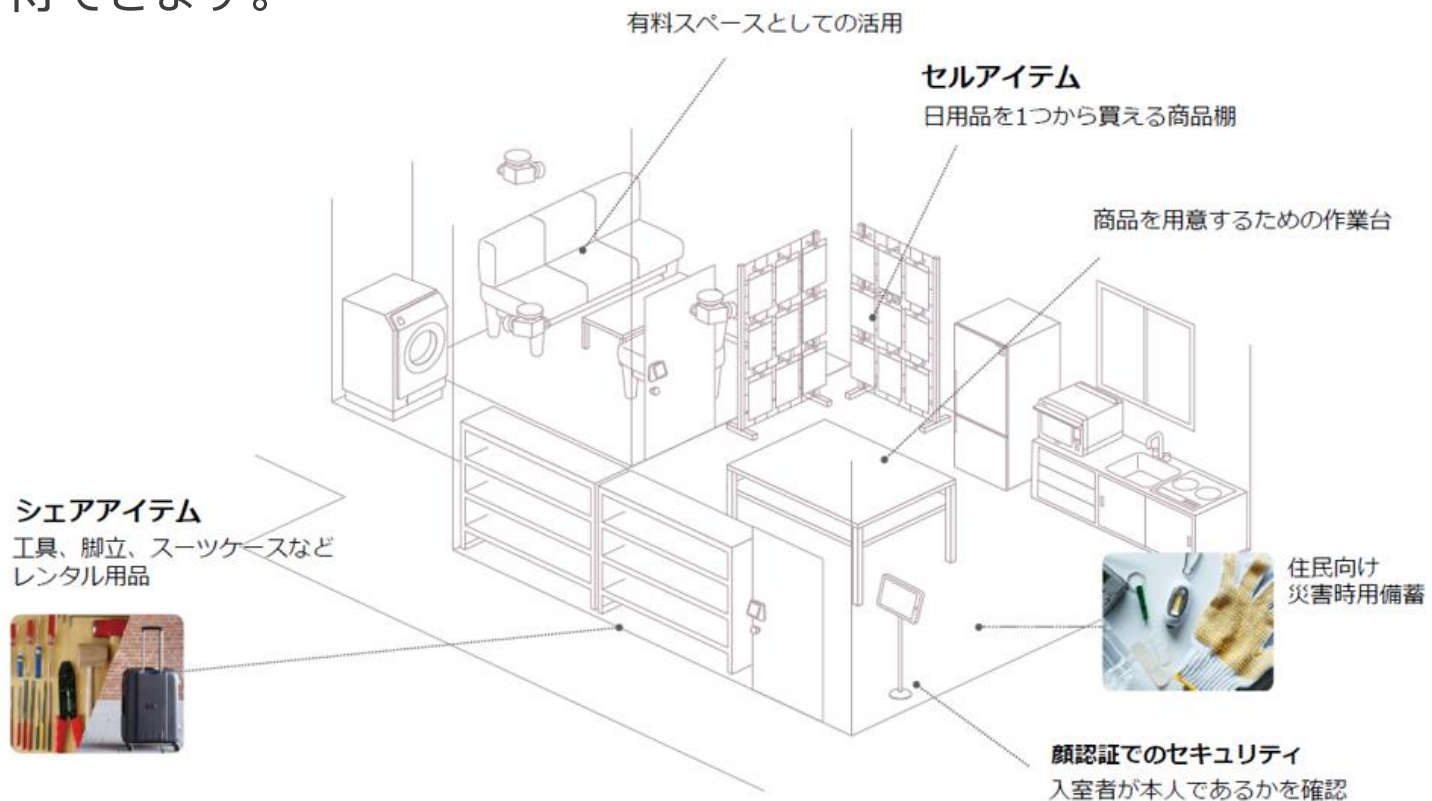 有料スペースとしての活用
セルアイテム
日用品を1つから買える商品棚
商品を用意するための作業台
シェアアイテム
工具、脚立、スーツケースなど
レンタル用品
住民向け
災害時用備蓄
顔認証でのセキュリティ
入室者が本人であるかを確認